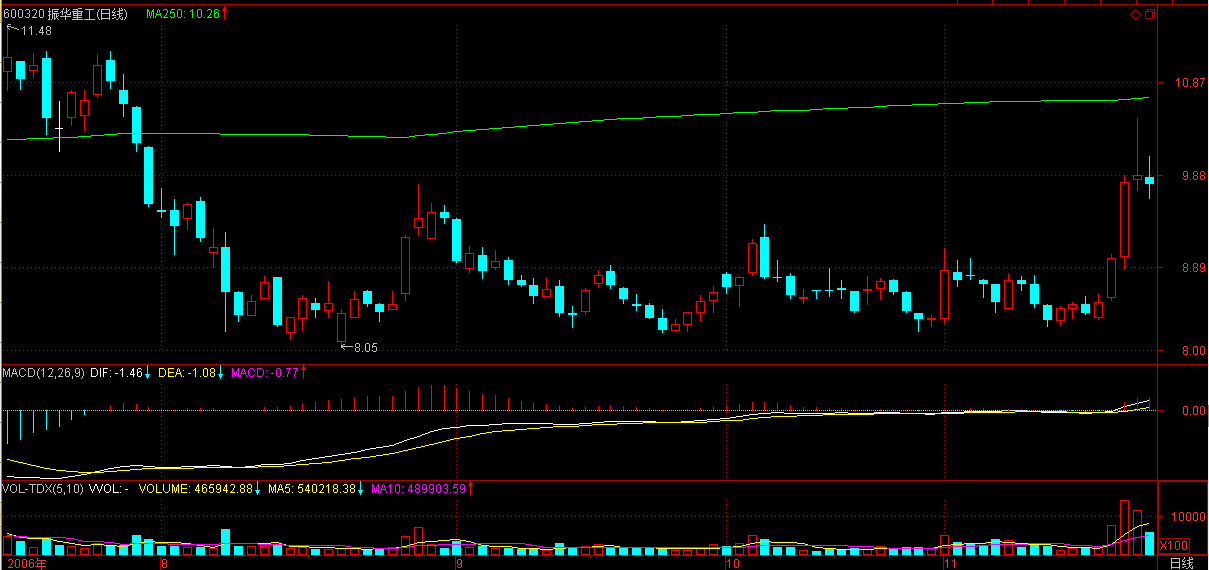 600320 振华重工(日线) MA250: 10.26↑
11.48
10.87
9.88
8.89
8.05
8.00
MACD(12,26,9) DIF: -1.46↓ DEA: -1.08↓ MACD: -0.77↑
0.00
VOL-TDX(5,10) VVOL: - VOLUME: 465942.88↓ MA5: 540218.38↓ MA10: 489903.59↑
10000
X100
2006年 8 9 10 11 日线